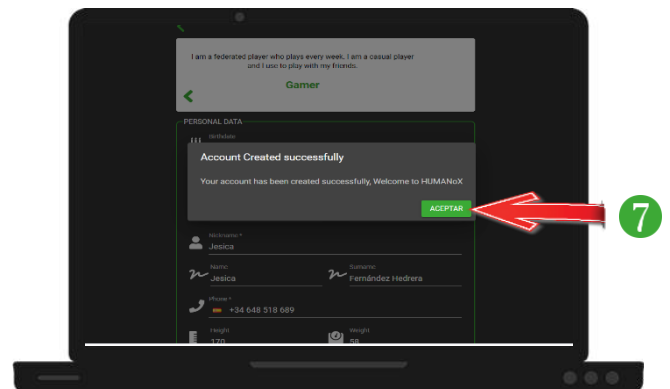 I am a federated player who plays every week. I am a casual player
and I use to play with my friends.
Gamer
PERSONAL DATA
Birthdate
Account Created successfully
Your account has been created successfully, Welcome to HUMANoX
ACEPTAR
7
Nickname *
Jesica
Name
Surname
Jesica
Fernández Hedrera
Phone *
+34 648 518 689
Height
Weight
170
58